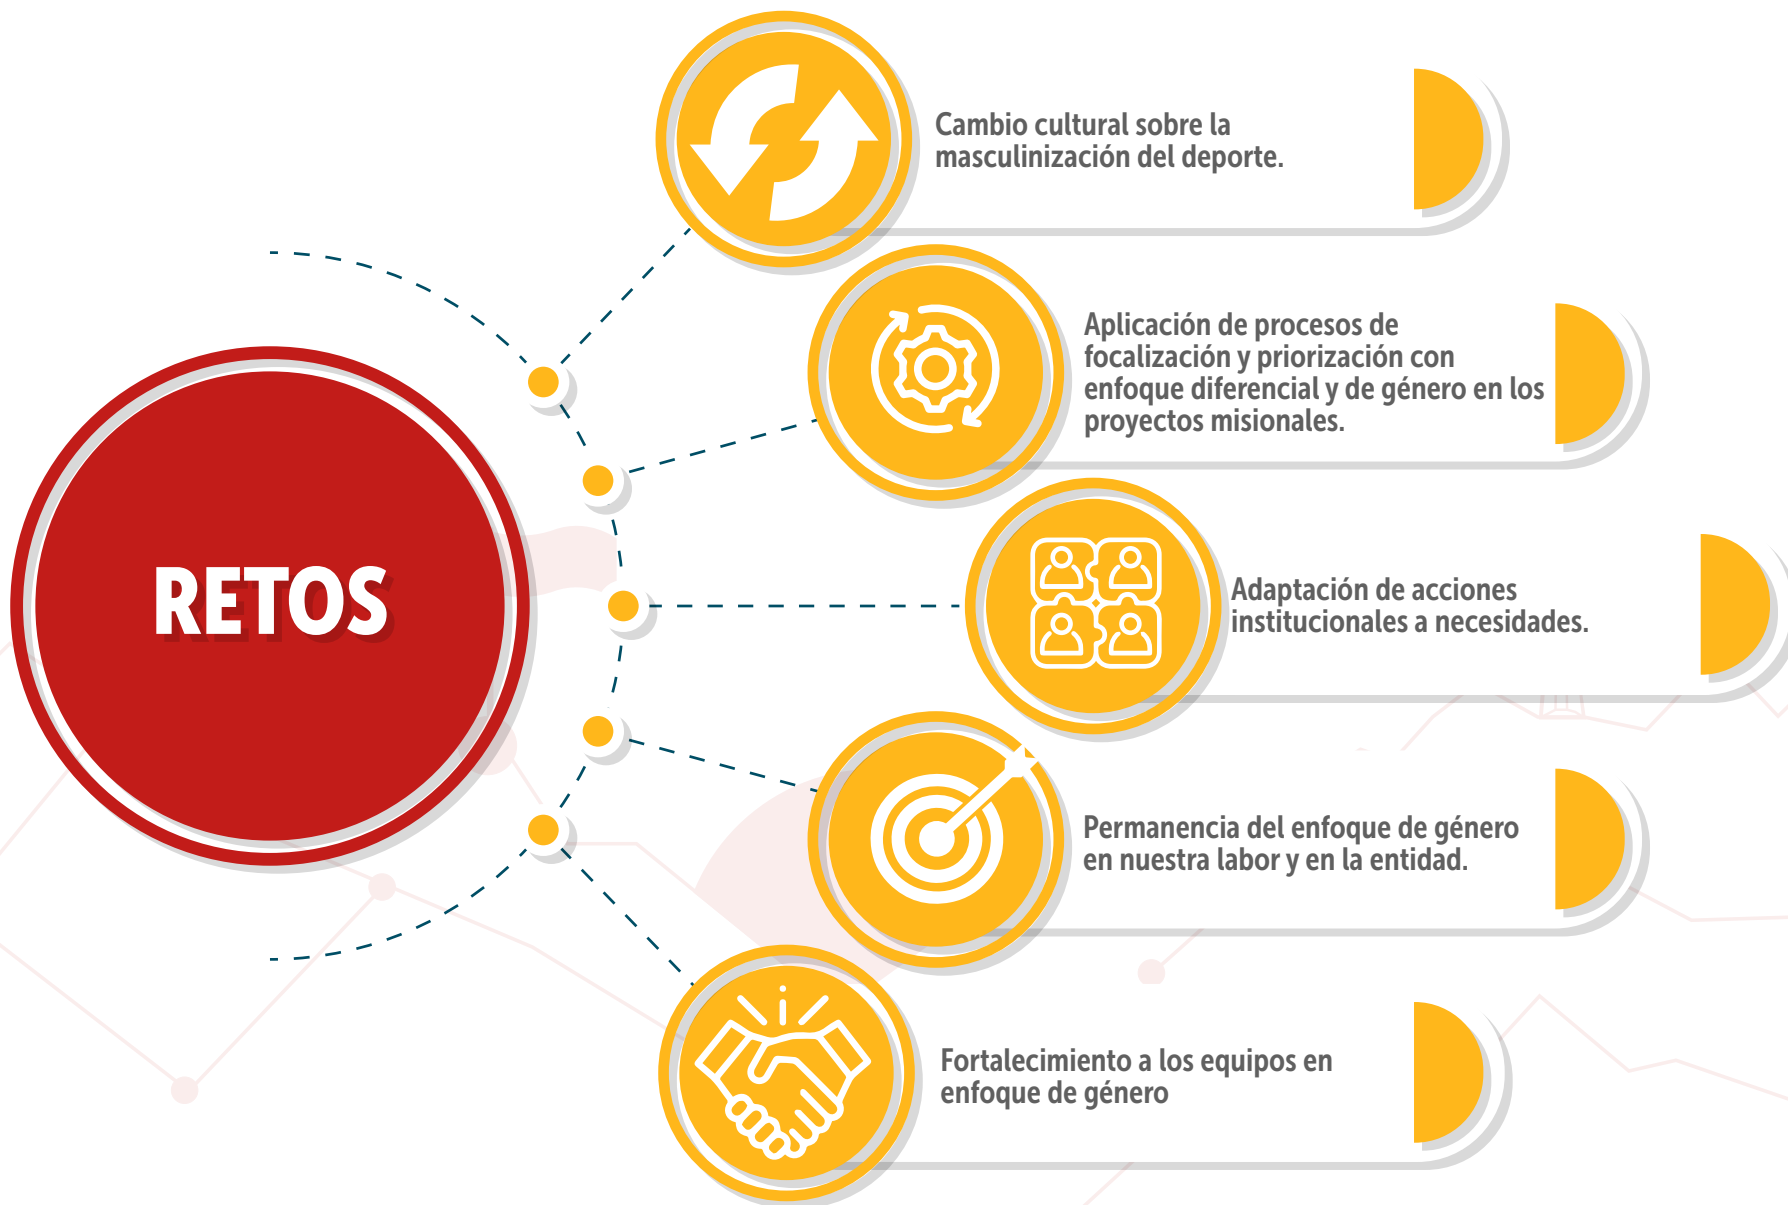 RETOS
Cambio cultural sobre la
masculinización del deporte.
Aplicación de procesos de
focalización y priorización con
enfoque diferencial y de género en los
proyectos misionales.
Adaptación de acciones
institucionales a necesidades.
Permanencia del enfoque de género
en nuestra labor y en la entidad.
Fortalecimiento a los equipos en
enfoque de género